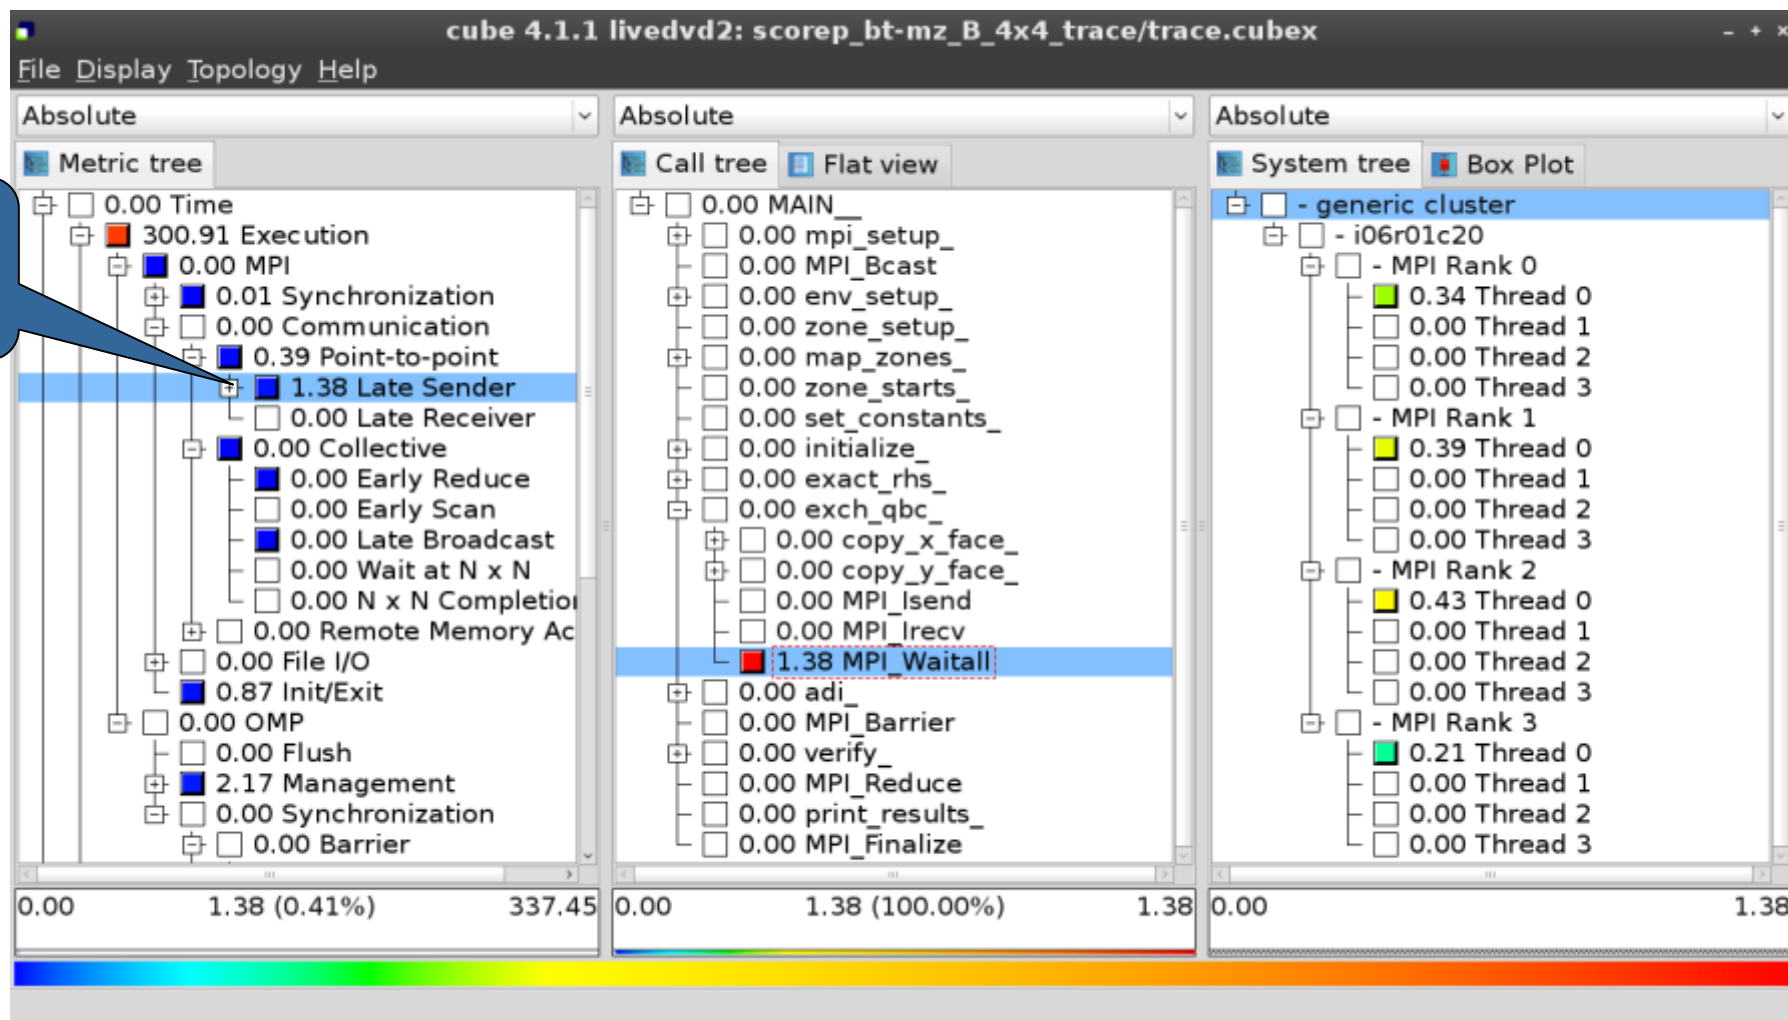 cube 4.1.1 livedvd2: scorep_bt-mz_B_4x4_trace/trace.cubex
File Display Topology Help
Absolute
Metric tree
0.00 Time
300.91 Execution
0.00 MPI
0.01 Synchronization
0.00 Communication
0.39 Point-to-point
1.38 Late Sender
0.00 Late Receiver
0.00 Collective
0.00 Early Reduce
0.00 Early Scan
0.00 Late Broadcast
0.00 Wait at N x N
0.00 N x N Completion
0.00 Remote Memory Ac
0.00 File I/O
0.87 Init/Exit
0.00 OMP
0.00 Flush
2.17 Management
0.00 Synchronization
0.00 Barrier
0.00 1.38 (0.41%) 337.45
Absolute
Call tree Flat view
0.00 MAIN__
0.00 mpi_setup_
0.00 MPI_Bcast
0.00 env_setup_
0.00 zone_setup_
0.00 map_zones_
0.00 zone_starts_
0.00 set_constants_
0.00 initialize_
0.00 exact_rhs_
0.00 exch_qbc_
0.00 copy_x_face_
0.00 copy_y_face_
0.00 MPI_Isend
0.00 MPI_Irecv
1.38 MPI_Waitall
0.00 adi_
0.00 MPI_Barrier
0.00 verify_
0.00 MPI_Reduce
0.00 print_results_
0.00 MPI_Finalize
0.00 1.38 (100.00%) 1.38
Absolute
System tree Box Plot
- generic cluster
- i06r01c20
- MPI Rank 0
0.34 Thread 0
0.00 Thread 1
0.00 Thread 2
0.00 Thread 3
- MPI Rank 1
0.39 Thread 0
0.00 Thread 1
0.00 Thread 2
0.00 Thread 3
- MPI Rank 2
0.43 Thread 0
0.00 Thread 1
0.00 Thread 2
0.00 Thread 3
- MPI Rank 3
0.21 Thread 0
0.00 Thread 1
0.00 Thread 2
0.00 Thread 3
0.00 1.38